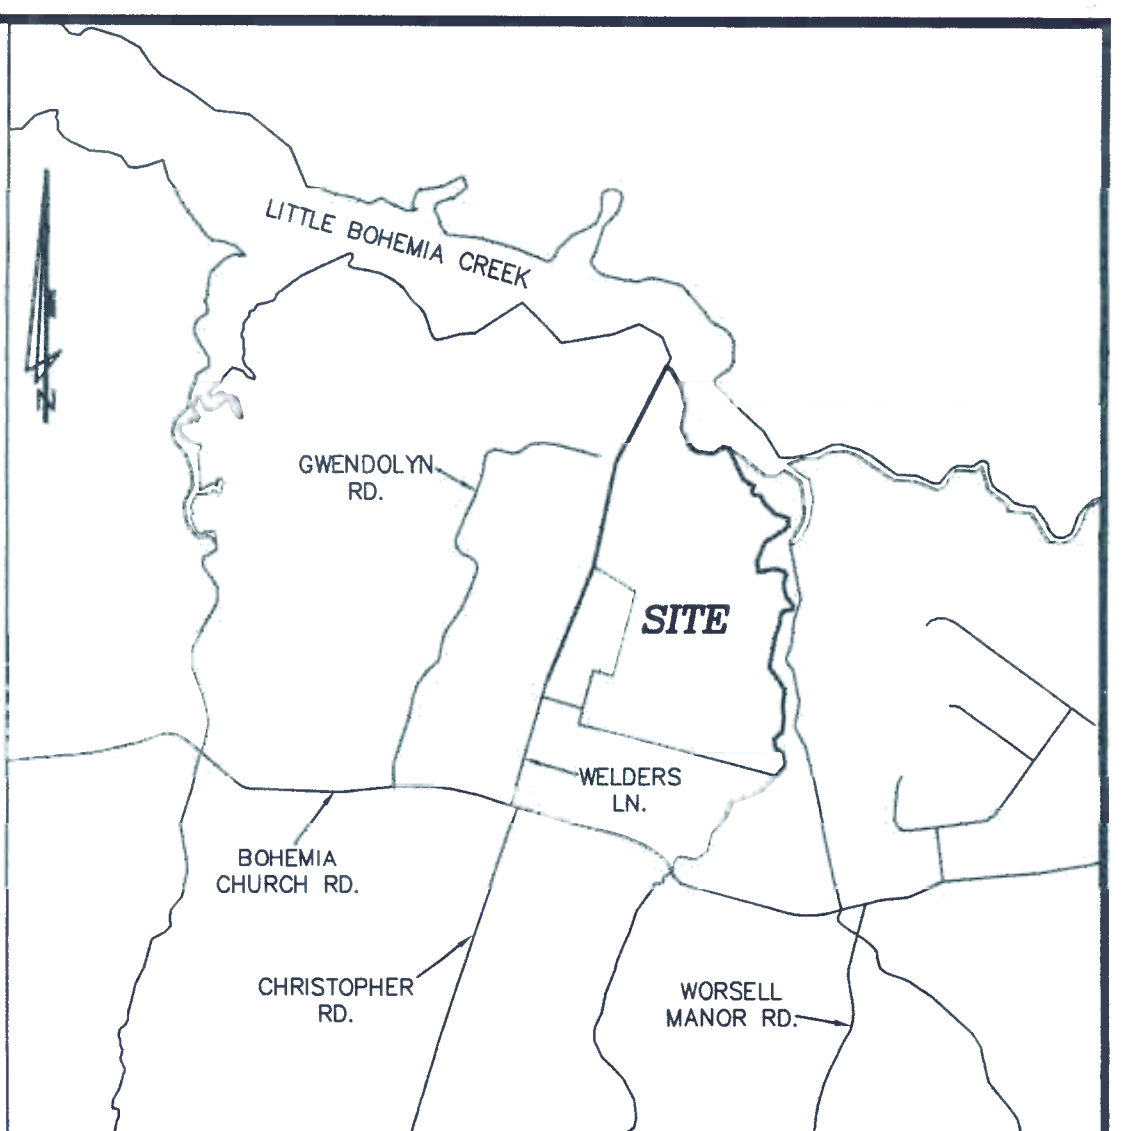 LITTLE BOHEMIA CREEK
GWENDOLYN
RD.
SITE
WELDERS
LN.
BOHEMIA
CHURCH RD.
CHRISTOPHER
RD.
WORSELL
MANOR RD.
N